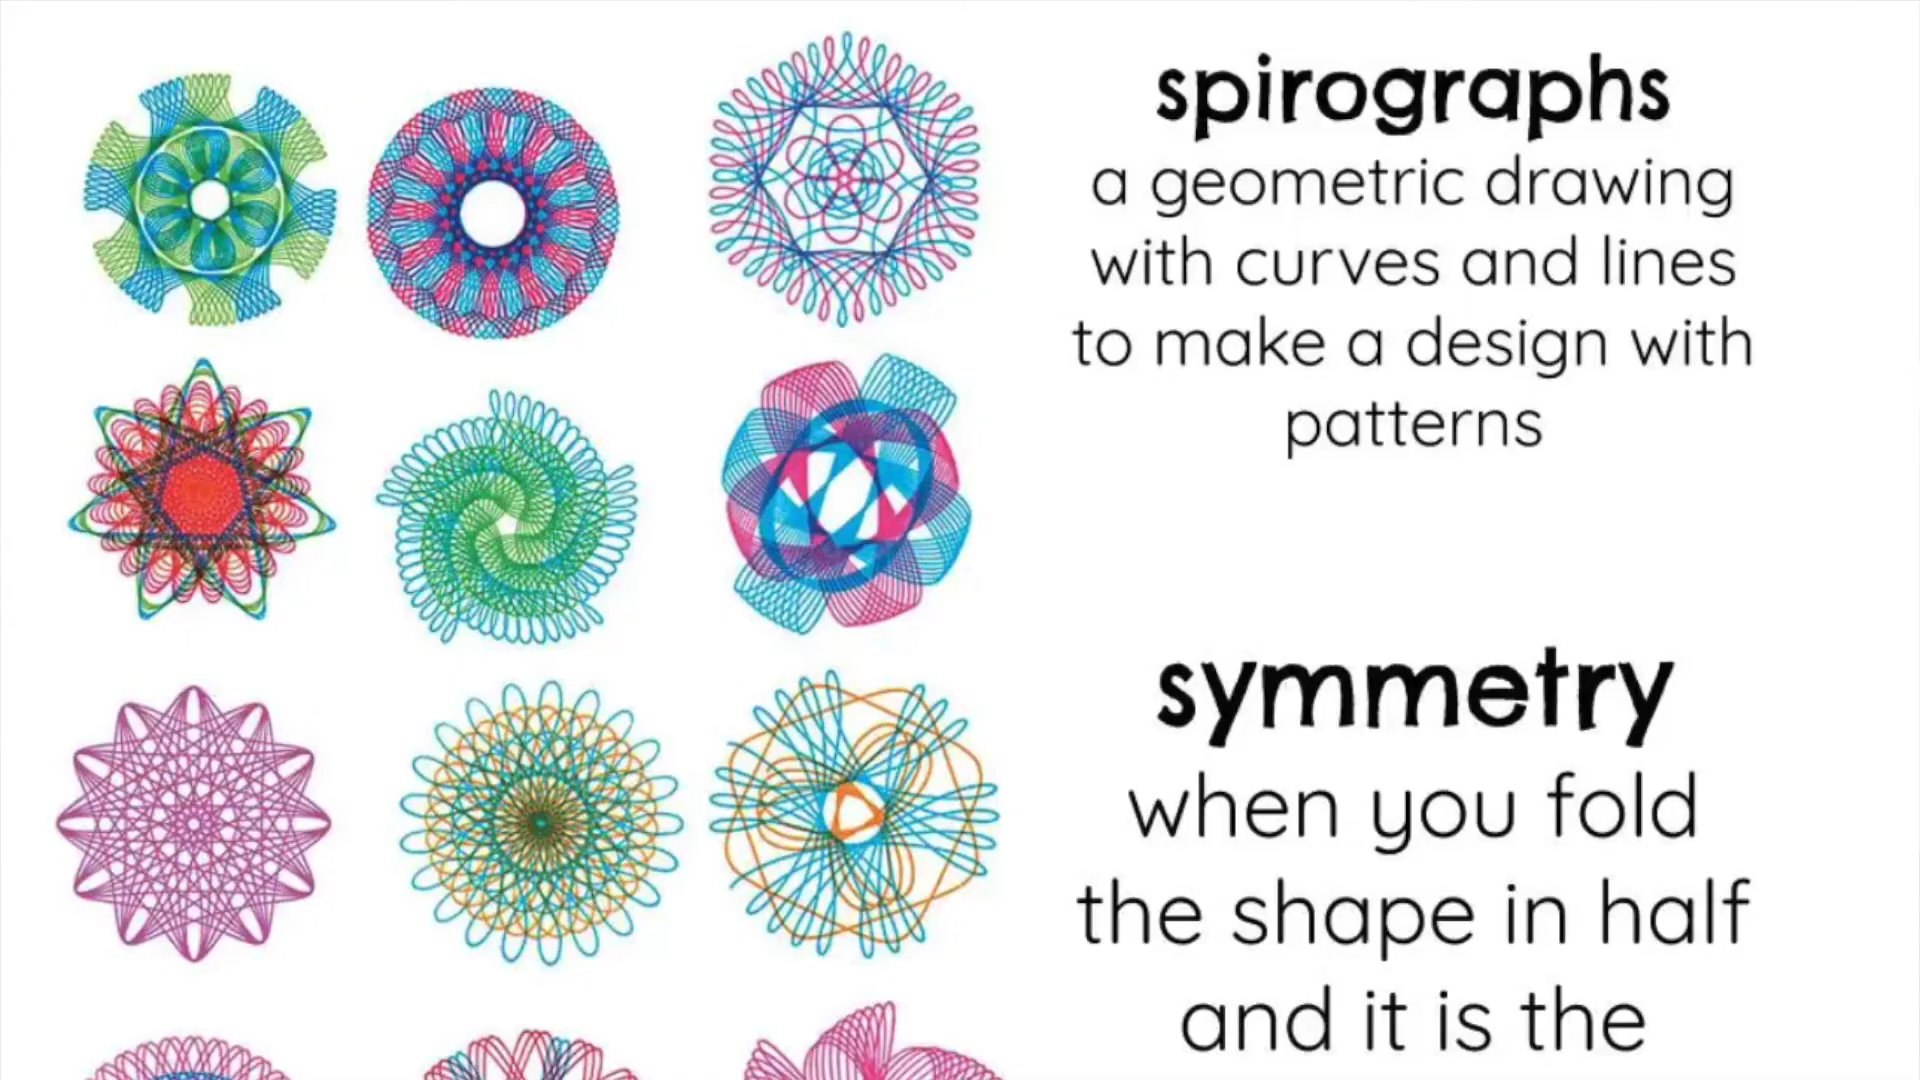 spirographs
a geometric drawing
with curves and lines
to make a design with
patterns
symmetry
when you fold
the shape in half
and it is the